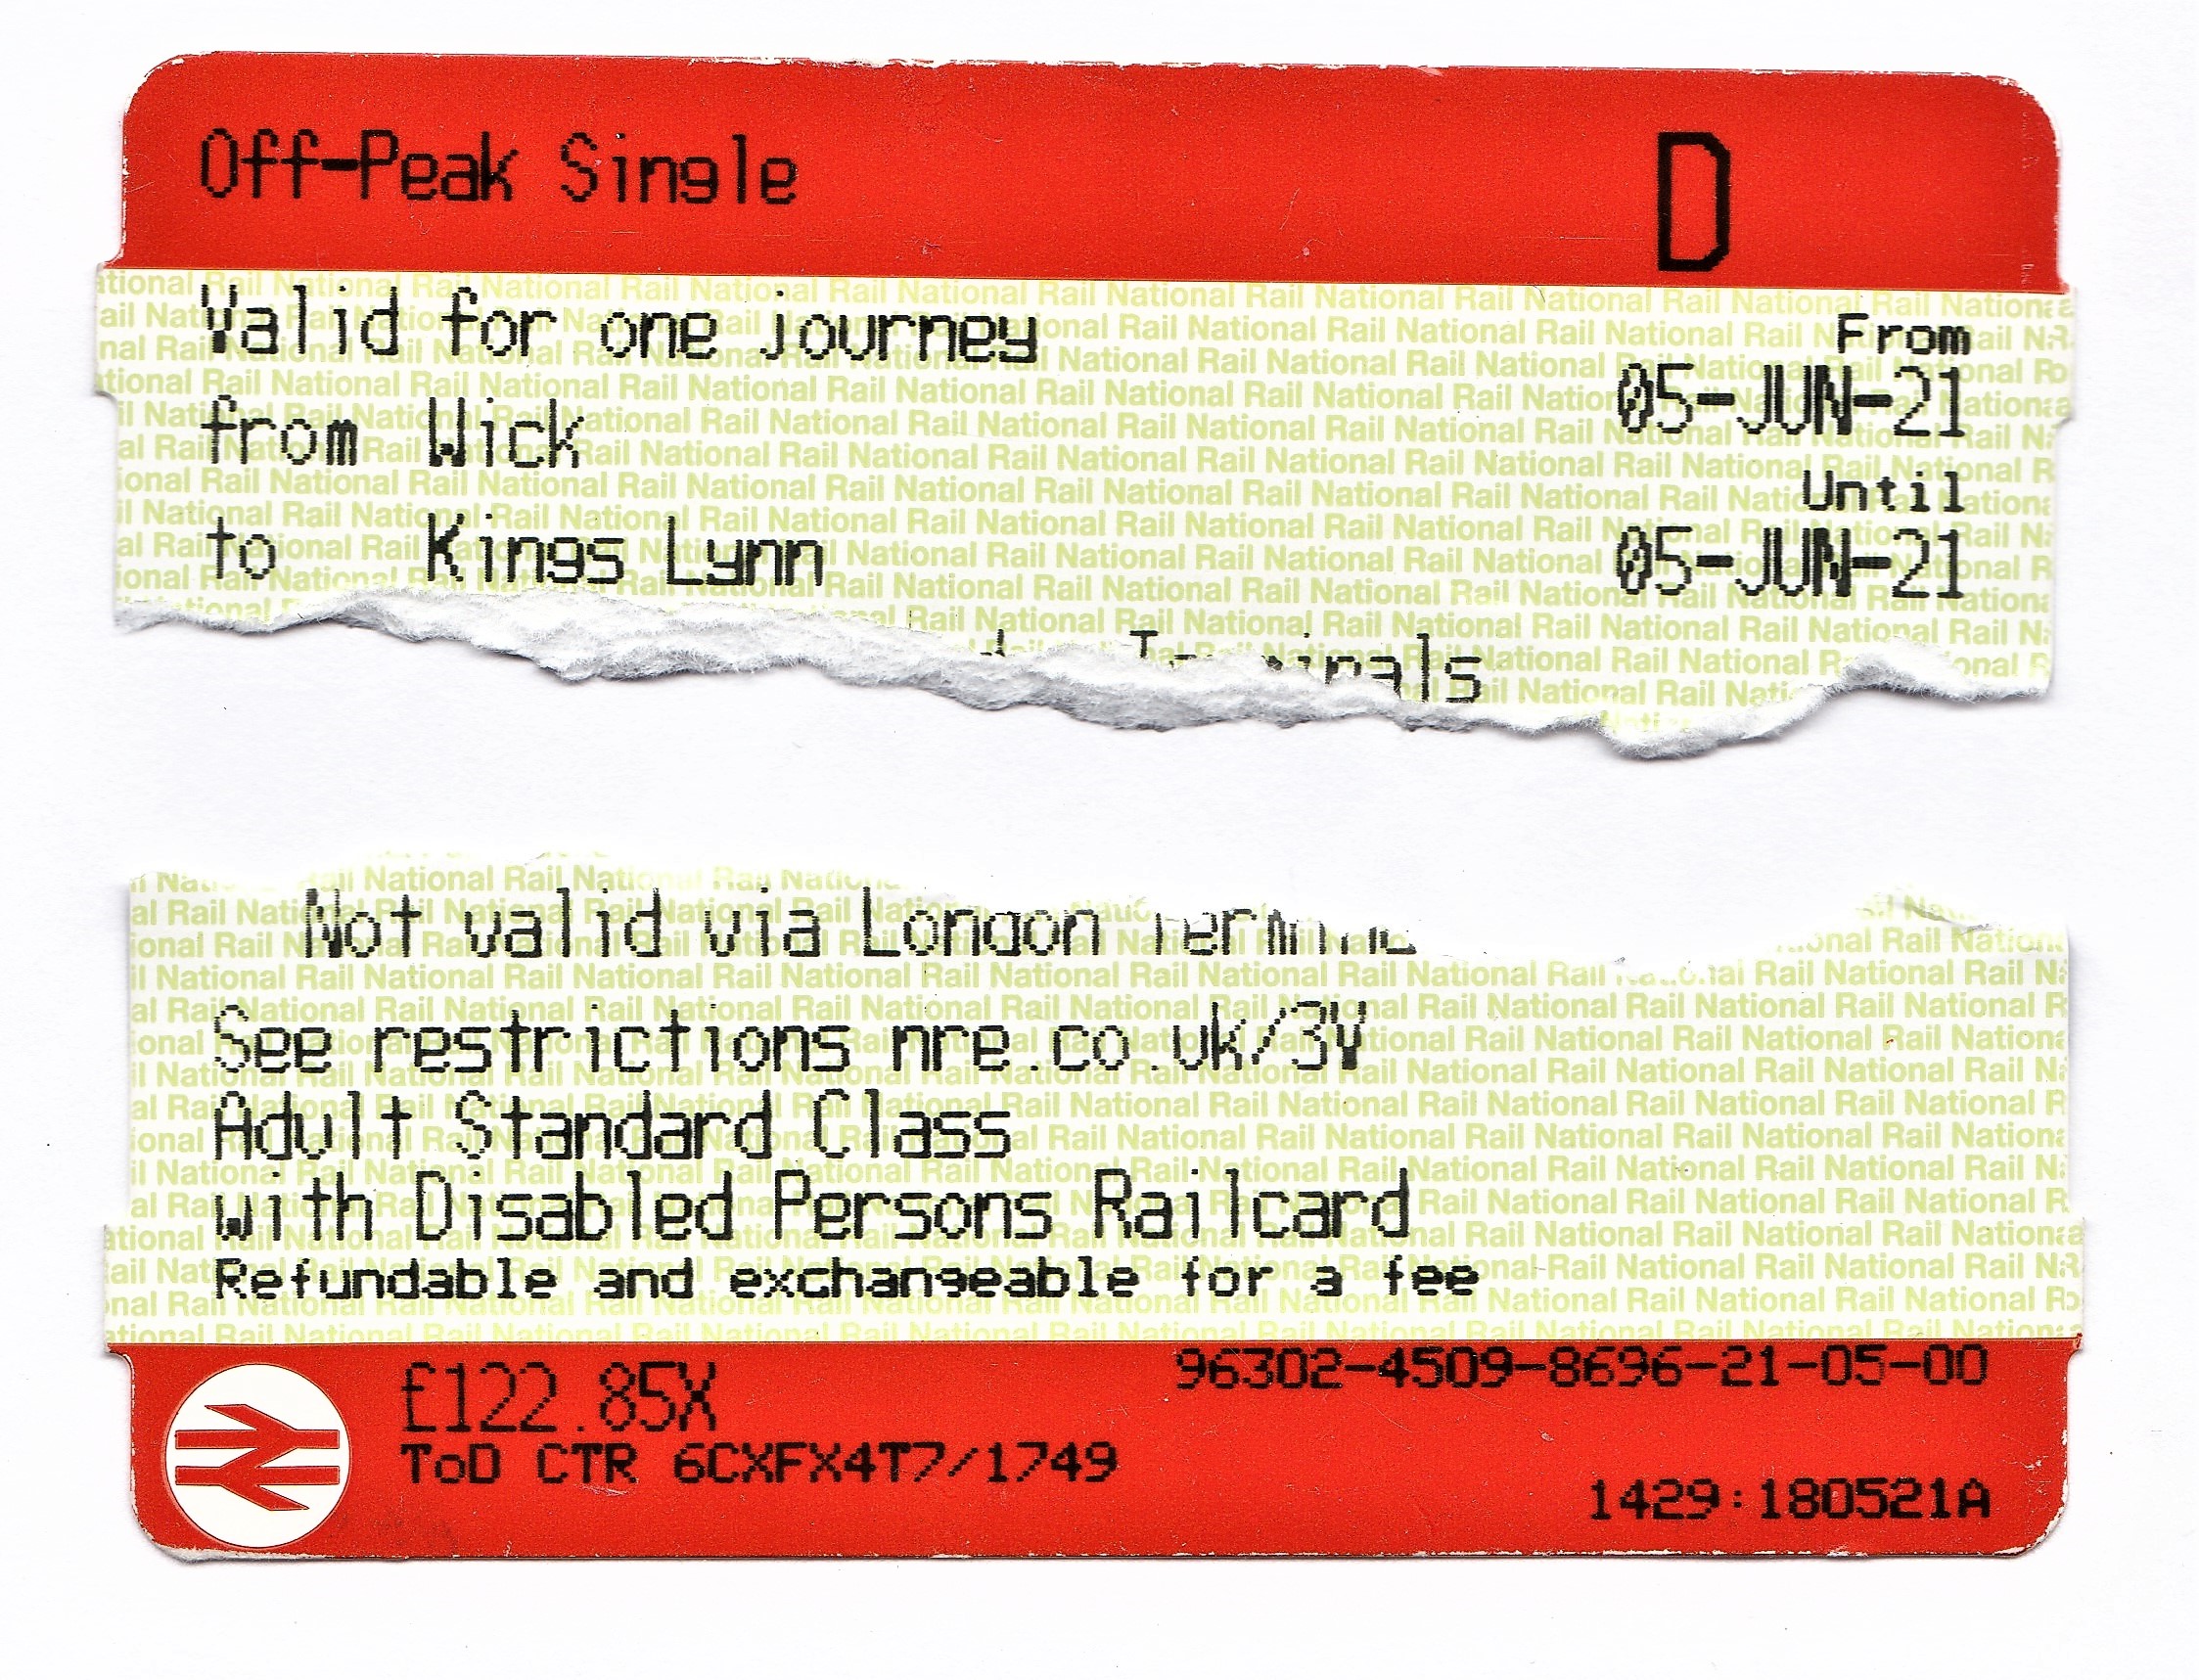 Off-Peak Single D
Valid for one journey
From
05-JUN-21
from Wick
Until
to Kings Lynn
05-JUN-21
Not valid via London Terminals
See restrictions nre.co.uk/3V
Adult Standard Class
with Disabled Persons Railcard
Refundable and exchangeable for a fee
£122.85X
96302-4509-8696-21-05-00
ToD CTR 6CXFX4T7/1749
1429:180521A